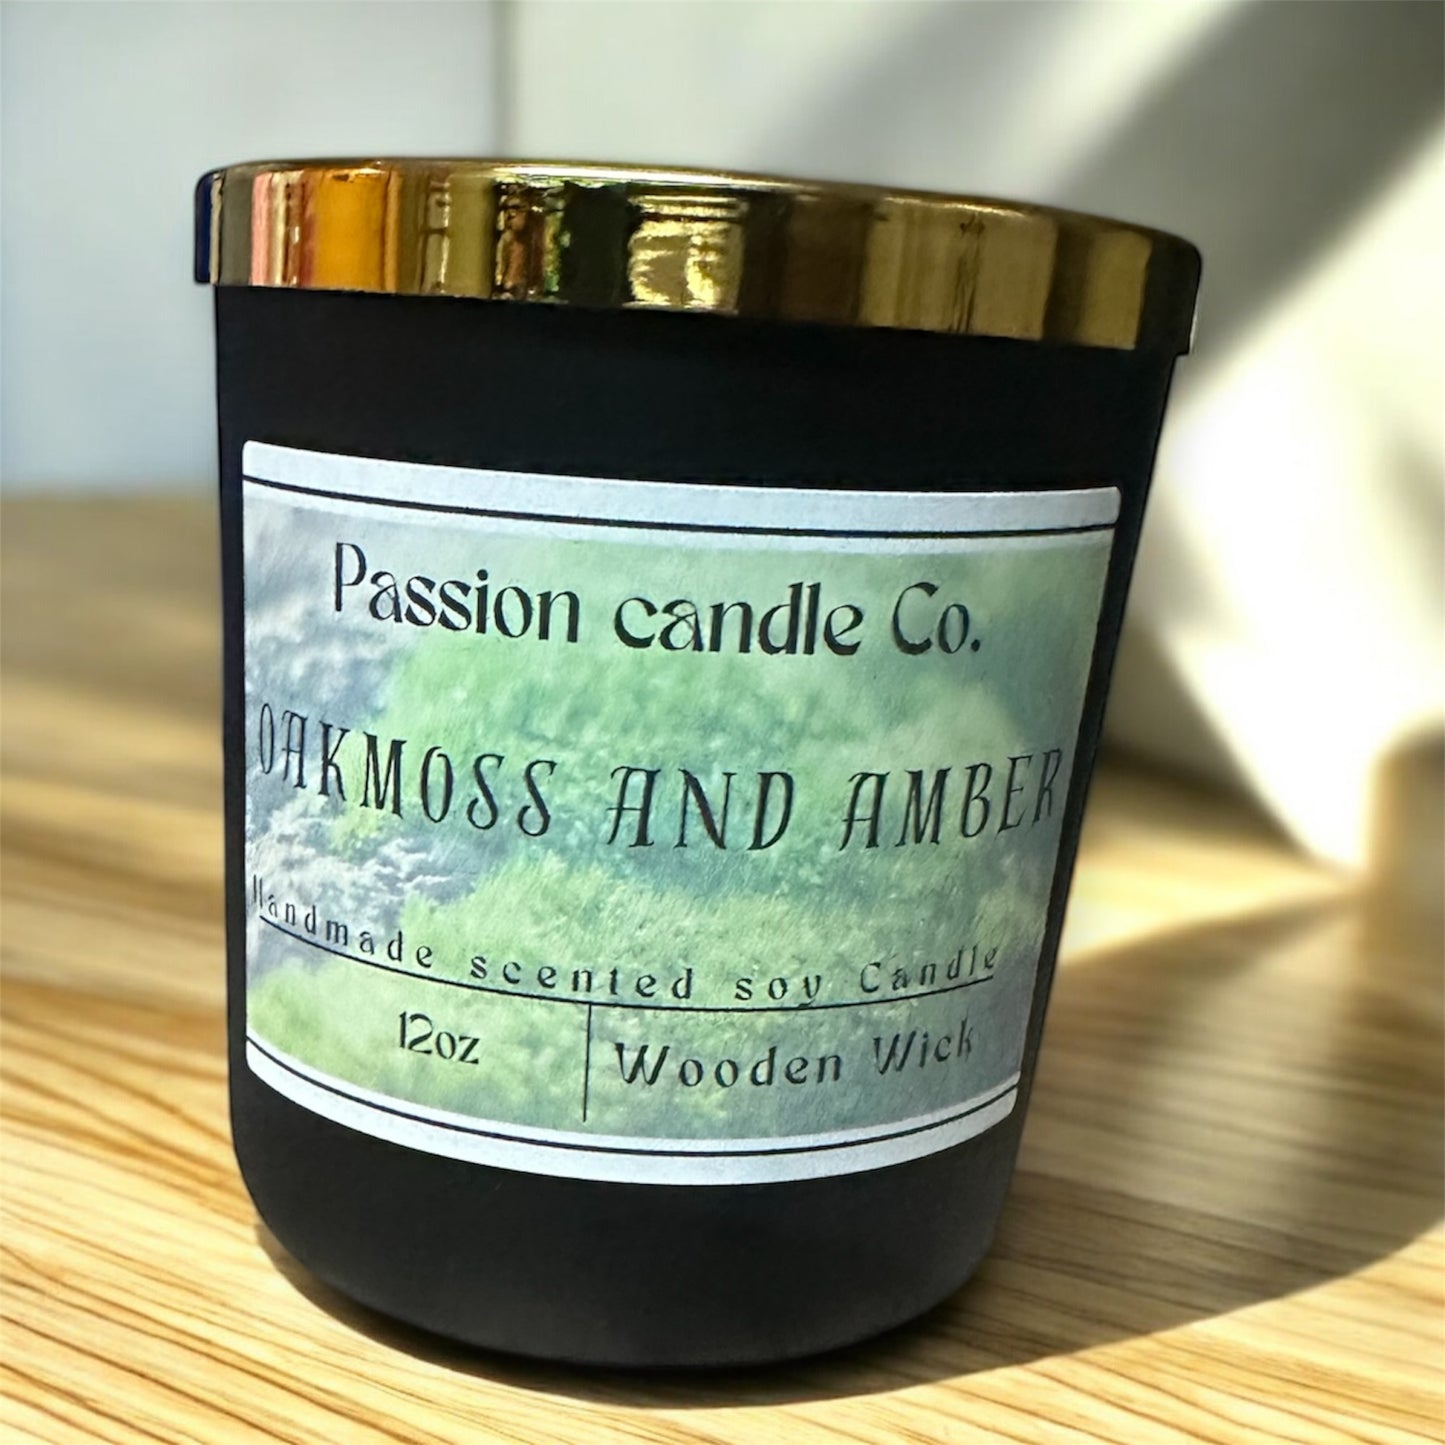 Passion candle Co.
OAKMOSS AND AMBER
Handmade scented soy Candle
12oz
Wooden Wick